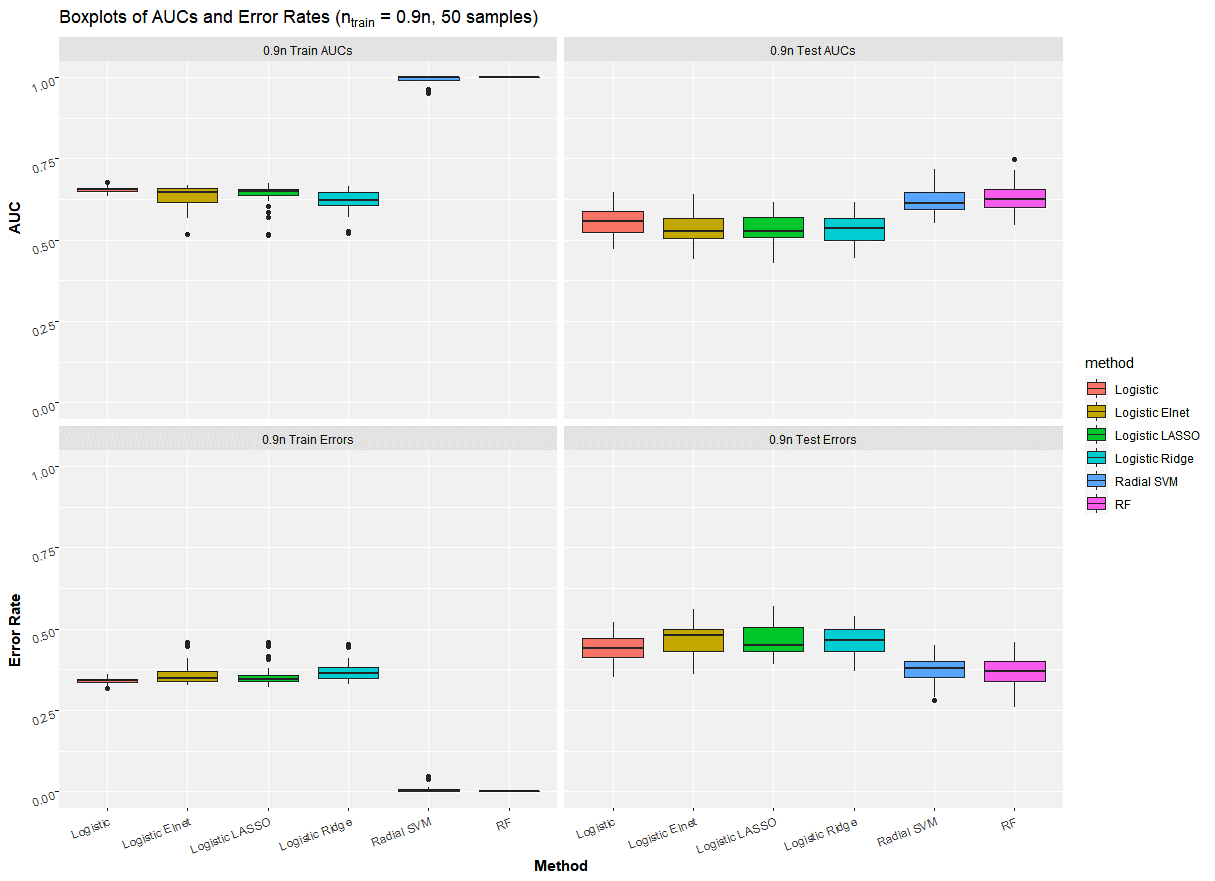 Boxplots of AUCs and Error Rates (ntrain = 0.9n, 50 samples)
0.9n Train AUCs
0.9n Test AUCs
AUC
1.00
0.75
0.50
0.25
0.00
0.9n Train Errors
0.9n Test Errors
Error Rate
1.00
0.75
0.50
0.25
0.00
Logistic
Logistic Elnet
Logistic LASSO
Logistic Ridge
Radial SVM
RF
Logistic
Logistic Elnet
Logistic LASSO
Logistic Ridge
Radial SVM
RF
Method
method
Logistic
Logistic Elnet
Logistic LASSO
Logistic Ridge
Radial SVM
RF